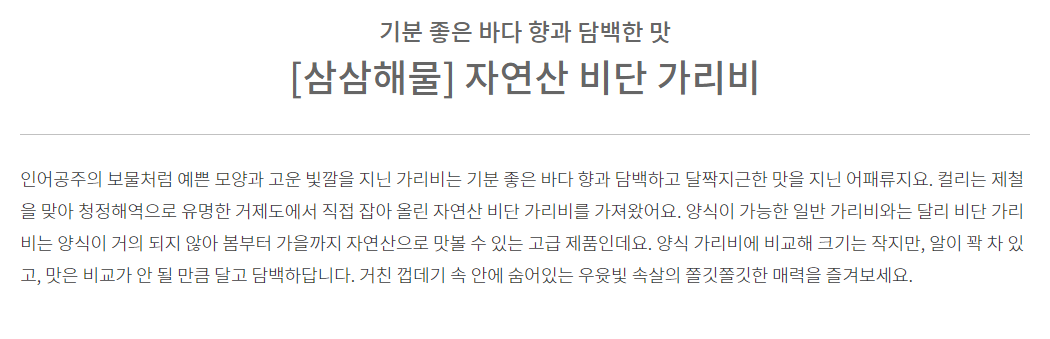 기분 좋은 바다 향과 담백한 맛
[삼삼해물] 자연산 비단 가리비
인어공주의 보물처럼 예쁜 모양과 고운 빛깔을 지닌 가리비는 기분 좋은 바다 향과 담백하고 달짝지근한 맛을 지닌 어패류지요. 컬리는 제철
을 맞아 청정해역으로 유명한 거제도에서 직접 잡아 올린 자연산 비단 가리비를 가져왔어요. 양식이 가능한 일반 가리비와는 달리 비단 가리
비는 양식이 거의 되지 않아 봄부터 가을까지 자연산으로 맛볼 수 있는 고급 제품인데요. 양식 가리비에 비교해 크기는 작지만, 알이 꽉 차 있
고, 맛은 비교가 안 될 만큼 달고 담백하답니다. 거친 껍데기 속 안에 숨어있는 우윳빛 속살의 쫄깃쫄깃한 매력을 즐겨보세요.